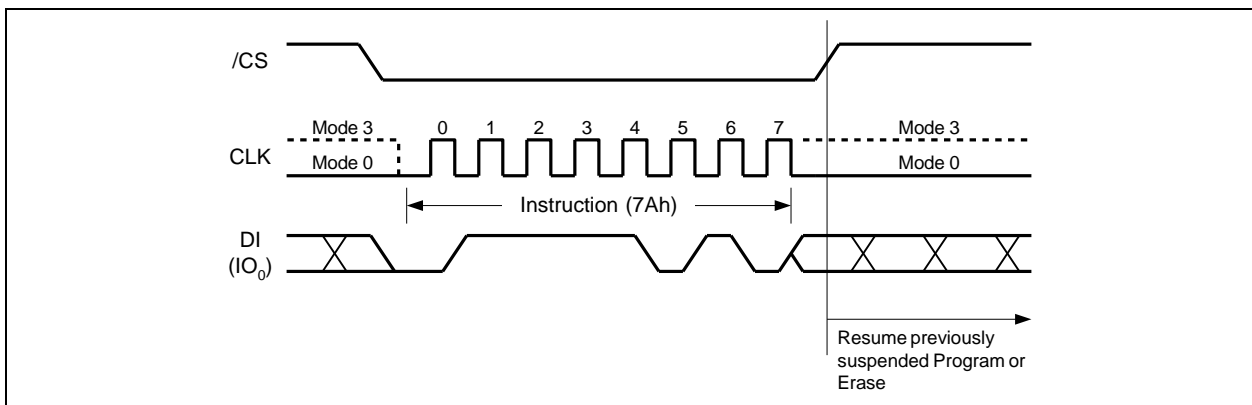 /CS
Mode 3
0 1 2 3 4 5 6 7
Mode 3
CLK
Mode 0
Mode 0
Instruction (7Ah)
DI
(IO0)
Resume previously
suspended Program or
Erase